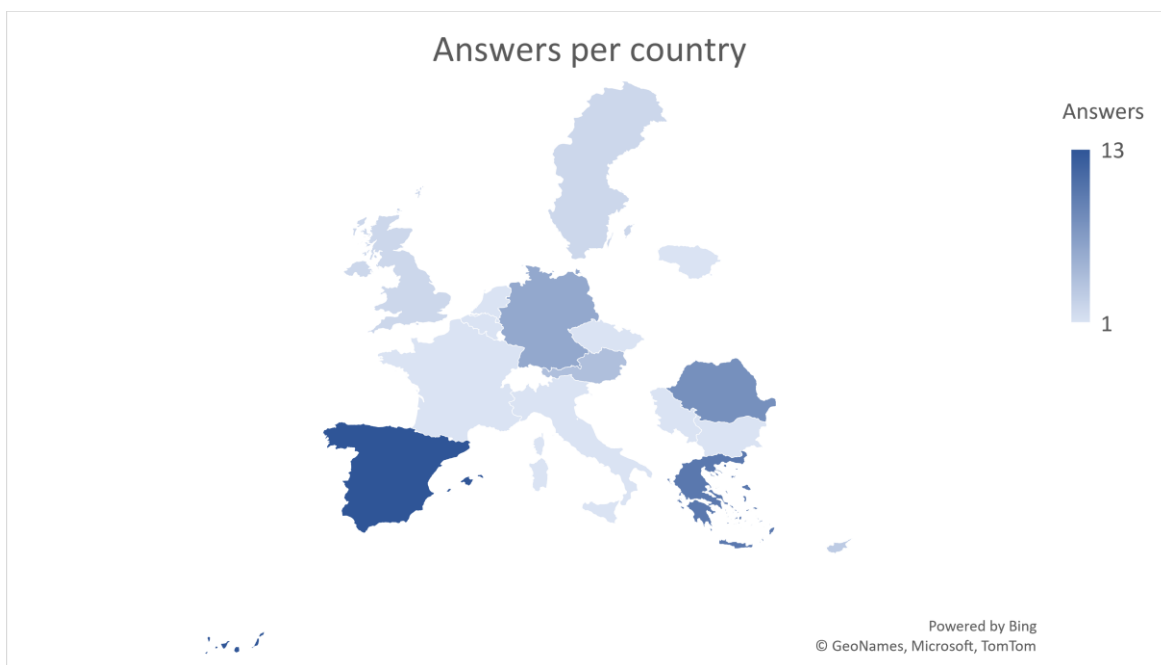 Answers per country
Answers
13
1
Powered by Bing
© GeoNames, Microsoft, TomTom